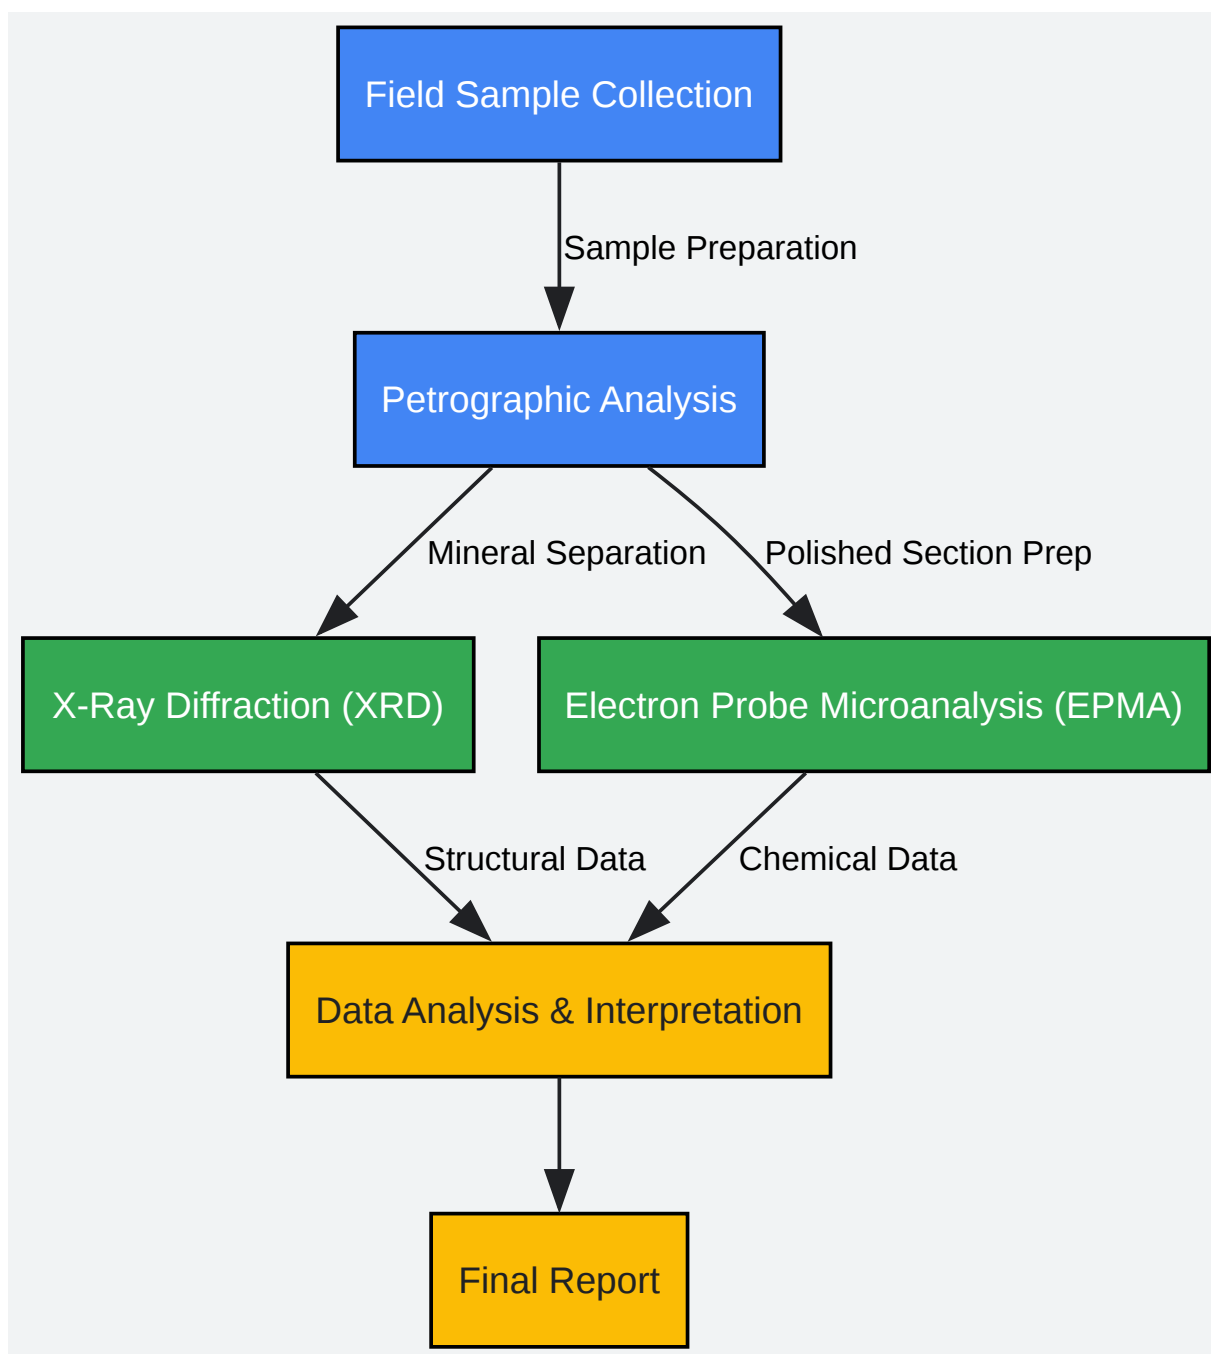 Field Sample Collection
Sample Preparation
Petrographic Analysis
Mineral Separation
Polished Section Prep
X-Ray Diffraction (XRD)
Electron Probe Microanalysis (EPMA)
Structural Data
Chemical Data
Data Analysis & Interpretation
Final Report